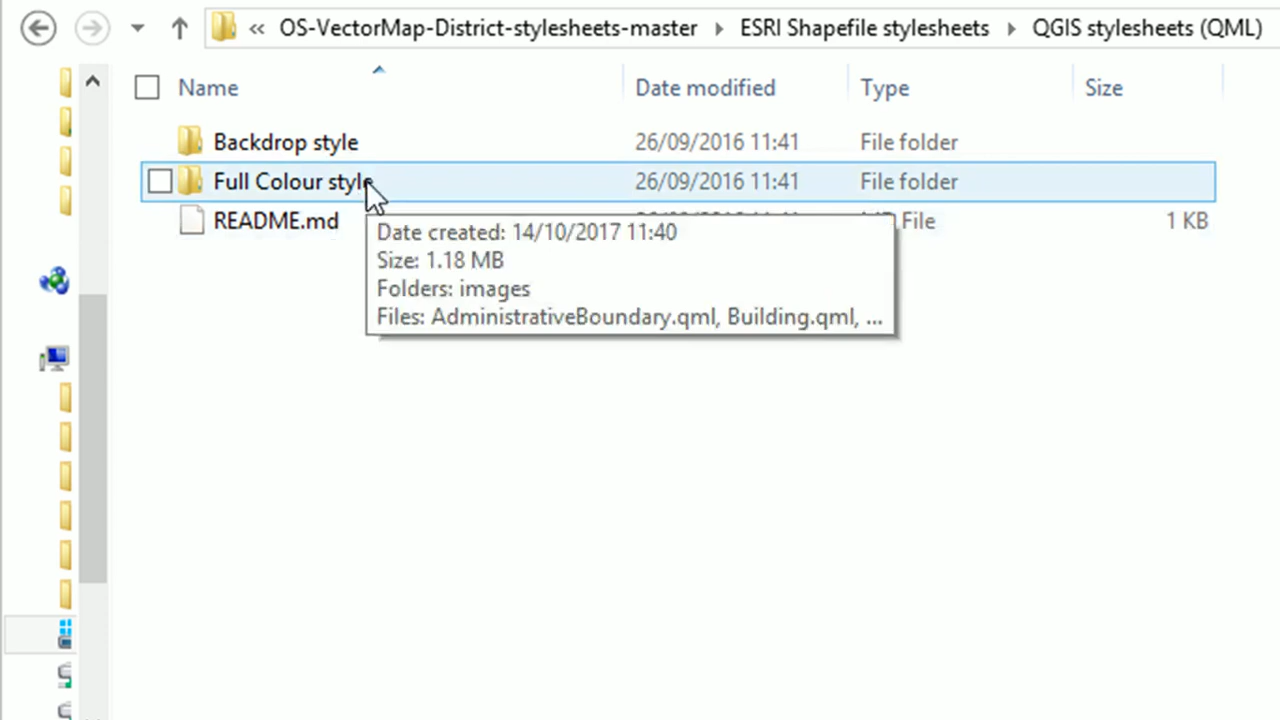 « OS-VectorMap-District-stylesheets-master ESRI Shapefile stylesheets QGIS stylesheets (QML)
Name Date modified Type Size
Backdrop style 26/09/2016 11:41 File folder
Full Colour style 26/09/2016 11:41 File folder
README.md File 1 KB
Date created: 14/10/2017 11:40
Size: 1.18 MB
Folders: images
Files: AdministrativeBoundary.qml, Building.qml, ...